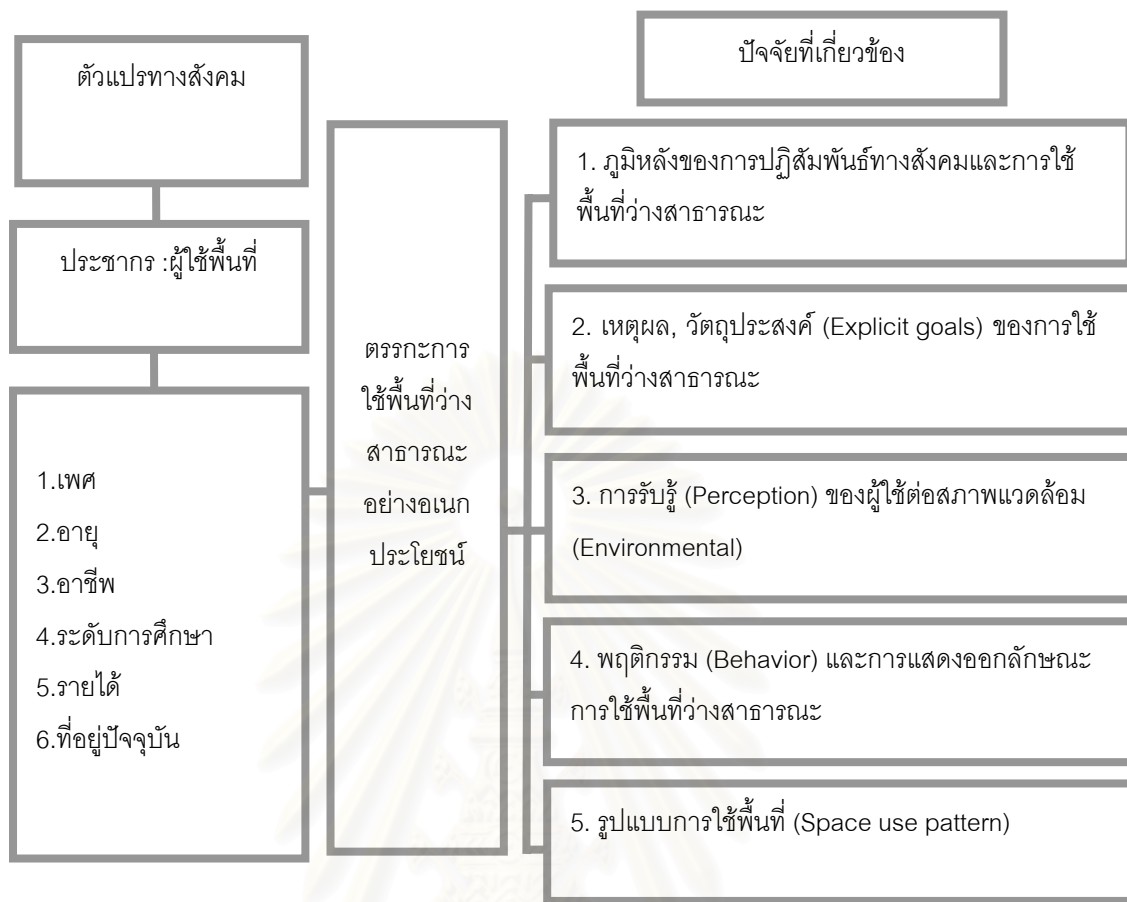 ตัวแปรทางสังคม
ประชากร :ผู้ใช้พื้นที่
1.เพศ
2.อายุ
3.อาชีพ
4.ระดับการศึกษา
5.รายได้
6.ที่อยู่ปัจจุบัน
ตรรกะการ
ใช้พื้นที่ว่าง
สาธารณะ
อย่างอเนก
ประโยชน์
ปัจจัยที่เกี่ยวข้อง
1. ภูมิหลังของการปฏิสัมพันธ์ทางสังคมและการใช้
พื้นที่ว่างสาธารณะ
2. เหตุผล, วัตถุประสงค์ (Explicit goals) ของการใช้
พื้นที่ว่างสาธารณะ
3. การรับรู้ (Perception) ของผู้ใช้ต่อสภาพแวดล้อม
(Environmental)
4. พฤติกรรม (Behavior) และการแสดงออกลักษณะ
การใช้พื้นที่ว่างสาธารณะ
5. รูปแบบการใช้พื้นที่ (Space use pattern)